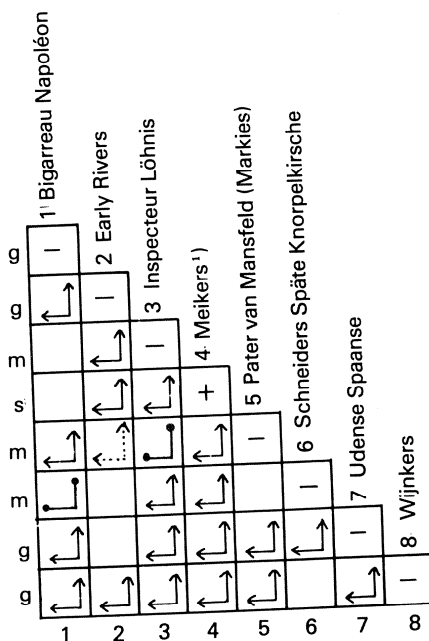 1 Bigarreau Napoléon
2 Early Rivers
3 Inspecteur Löhnis
4 Meikers¹)
5 Pater van Mansfeld (Markies)
6 Schneiders Späte Knorpelkirsche
7 Udense Spaanse
8 Wijnkers
g —
g —
m —
s +
m —
m —
g —
g —
1 2 3 4 5 6 7 8